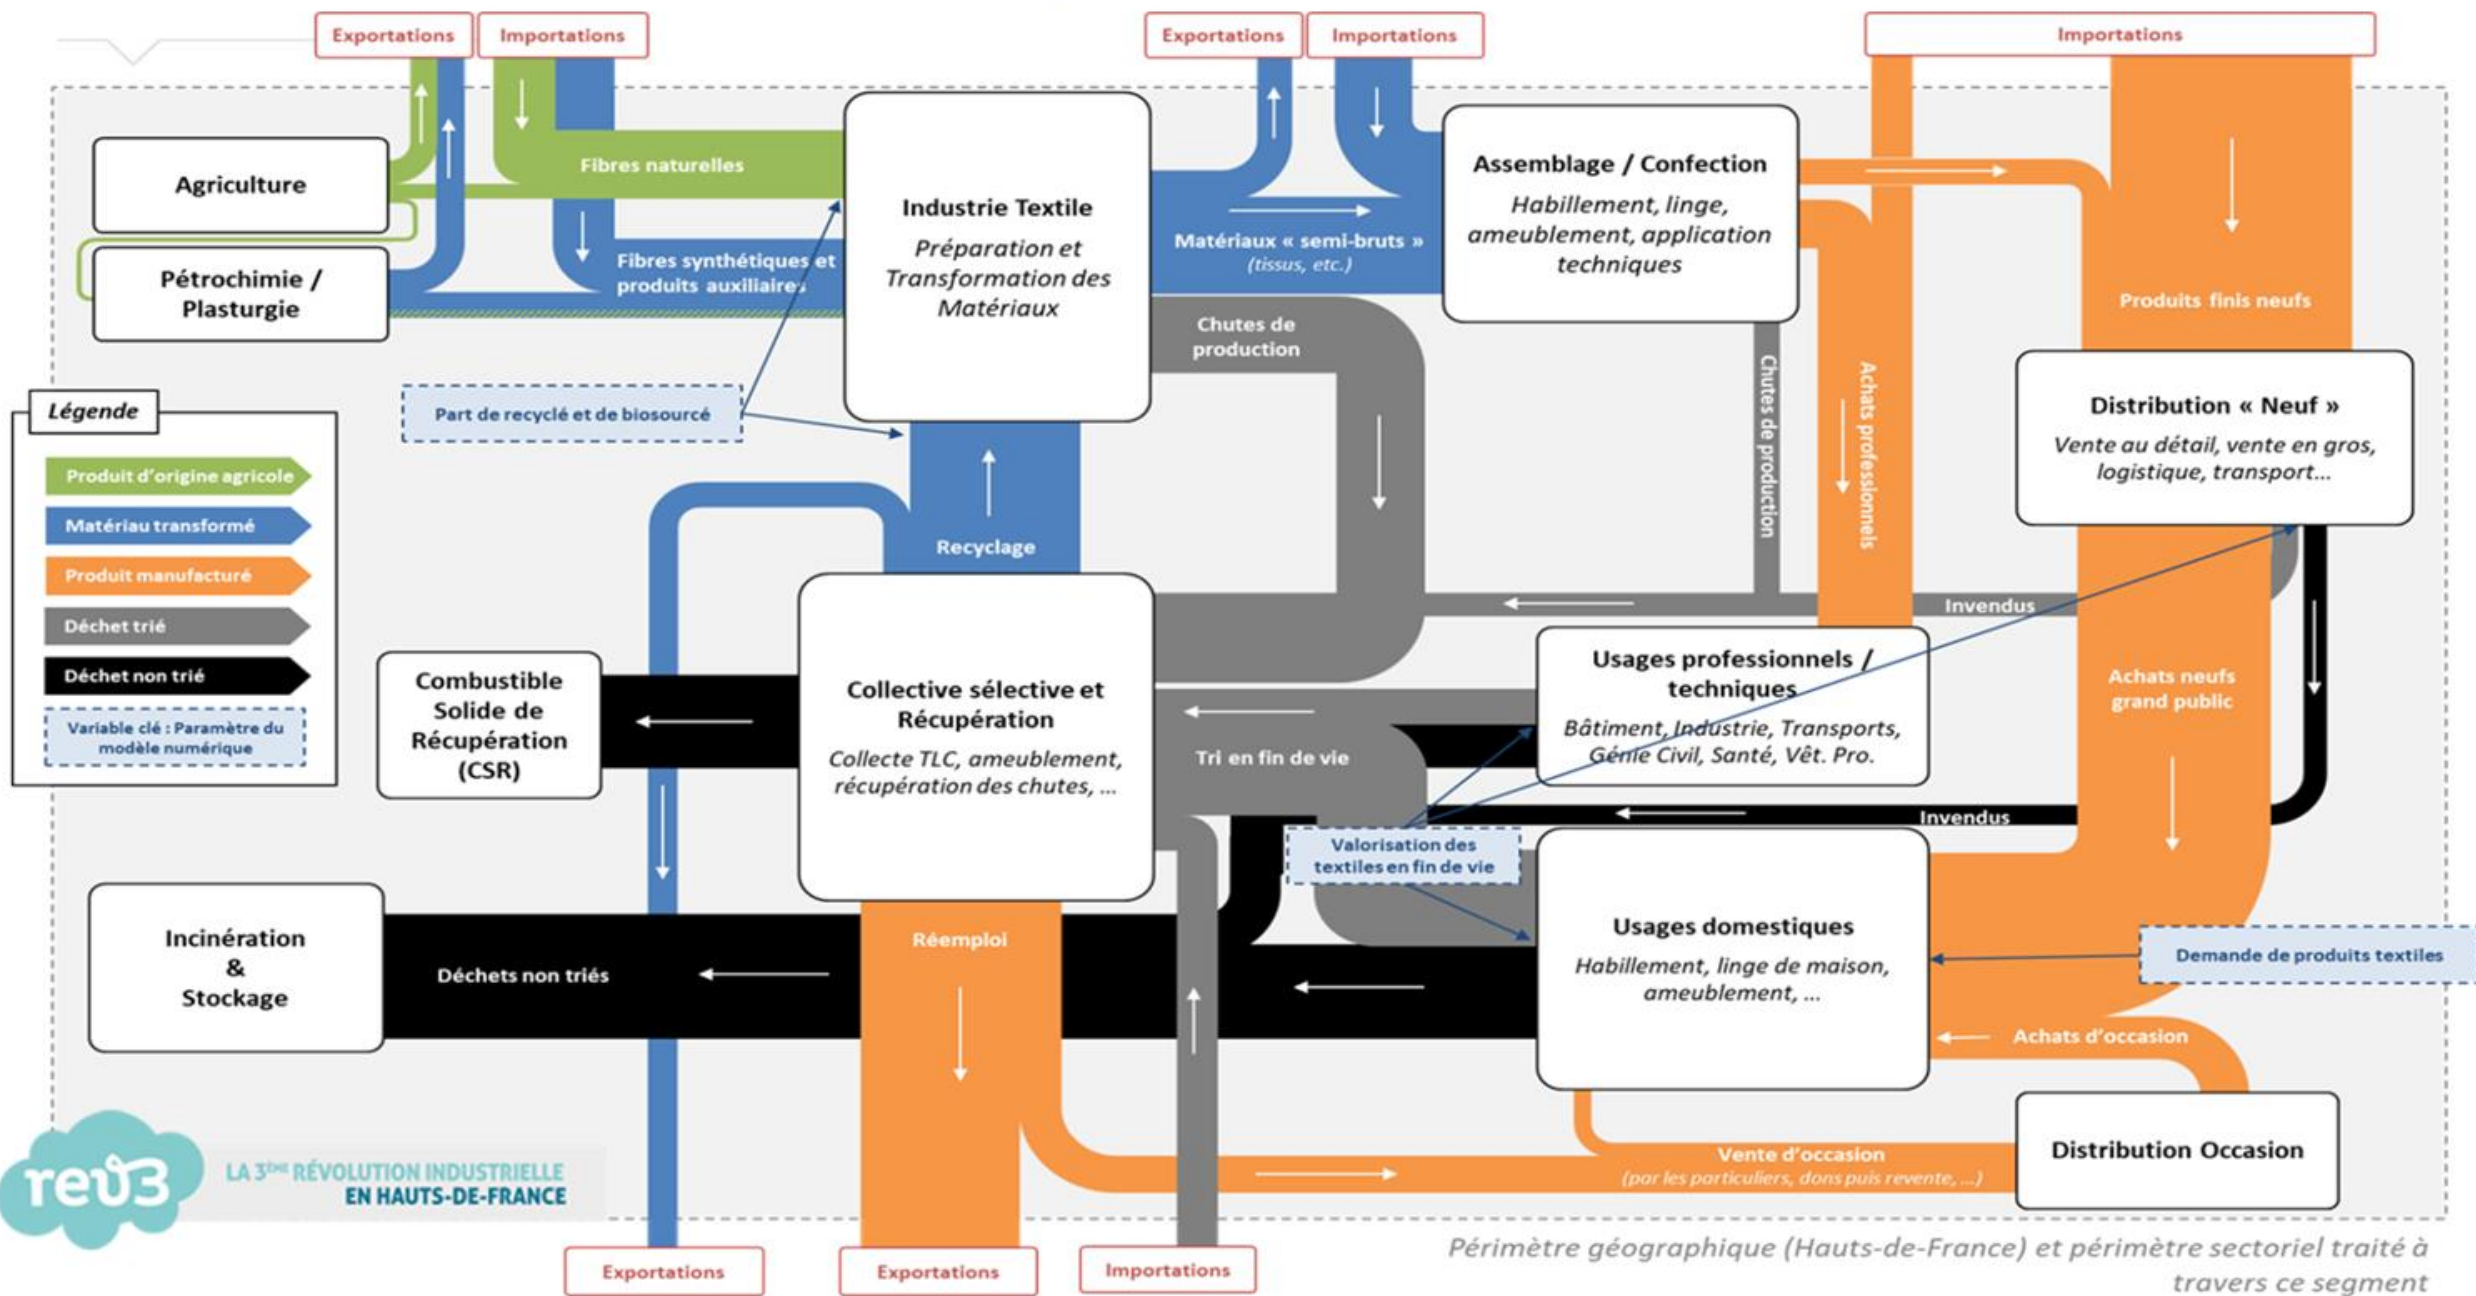 Exportations
Importations
Exportations
Importations
Importations
Agriculture
Fibres naturelles
Pétrochimie /
Plasturgie
Fibres synthétiques et
produits auxiliaires
Industrie Textile
Préparation et
Transformation des
Matériaux
Matériaux « semi-bruts »
(tissus, etc.)
Assemblage / Confection
Habillement, linge,
ameublement, application
techniques
Produits finis neufs
Chutes de
production
Chutes de production
Achats professionnels
Distribution « Neuf »
Vente au détail, vente en gros,
logistique, transport...
Part de recyclé et de biosourcé
Légende
Produit d'origine agricole
Matériau transformé
Produit manufacturé
Déchet trié
Déchet non trié
Variable clé : Paramètre du
modèle numérique
Recyclage
Invendus
Combustible
Solide de
Récupération
(CSR)
Collective sélective et
Récupération
Collecte TLC, ameublement,
récupération des chutes, ...
Tri en fin de vie
Usages professionnels /
techniques
Bâtiment, Industrie, Transports,
Génie Civil, Santé, Vêt. Pro.
Achats neufs
grand public
Invendus
Valorisation des
textiles en fin de vie
Incinération
&
Stockage
Déchets non triés
Réemploi
Usages domestiques
Habillement, linge de maison,
ameublement, ...
Demande de produits textiles
Achats d'occasion
Distribution Occasion
Vente d'occasion
(par les particuliers, dons puis revente, ...)
rev3
LA 3ÈME RÉVOLUTION INDUSTRIELLE
EN HAUTS-DE-FRANCE
Exportations
Exportations
Importations
Périmètre géographique (Hauts-de-France) et périmètre sectoriel traité à
travers ce segment